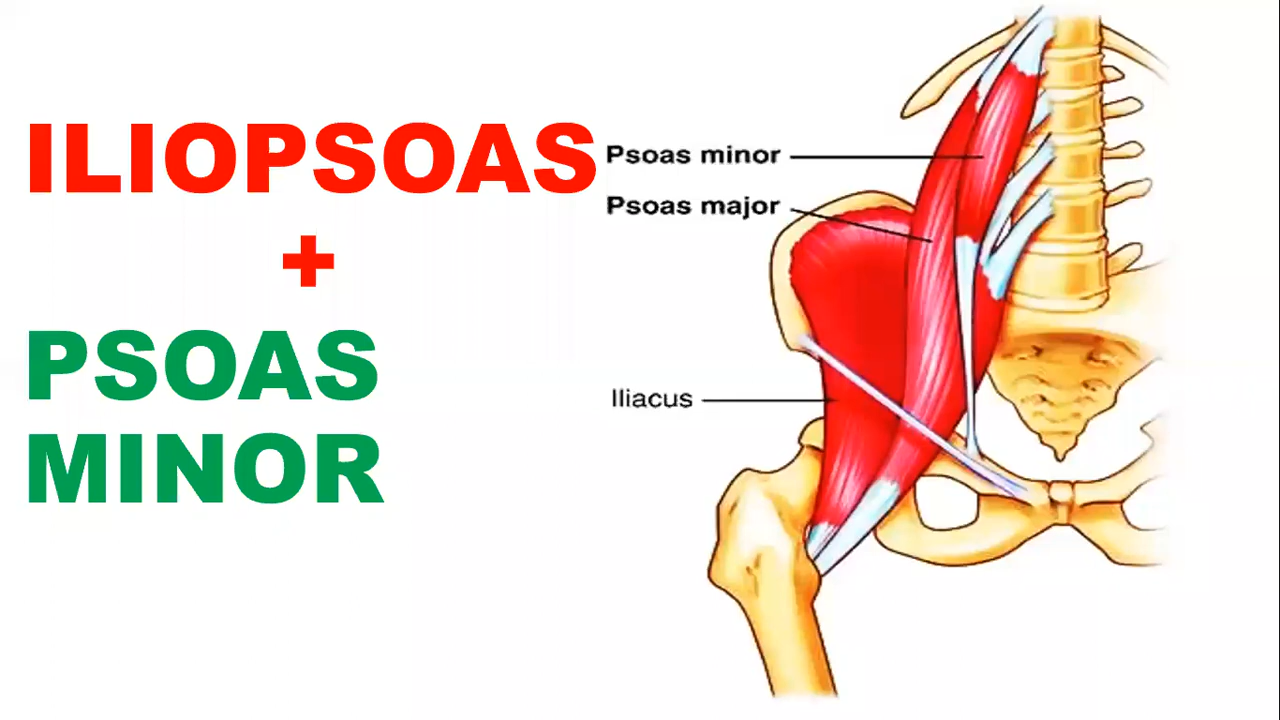 ILIOPSOAS
+
PSOAS
MINOR
Psoas minor
Psoas major
Iliacus